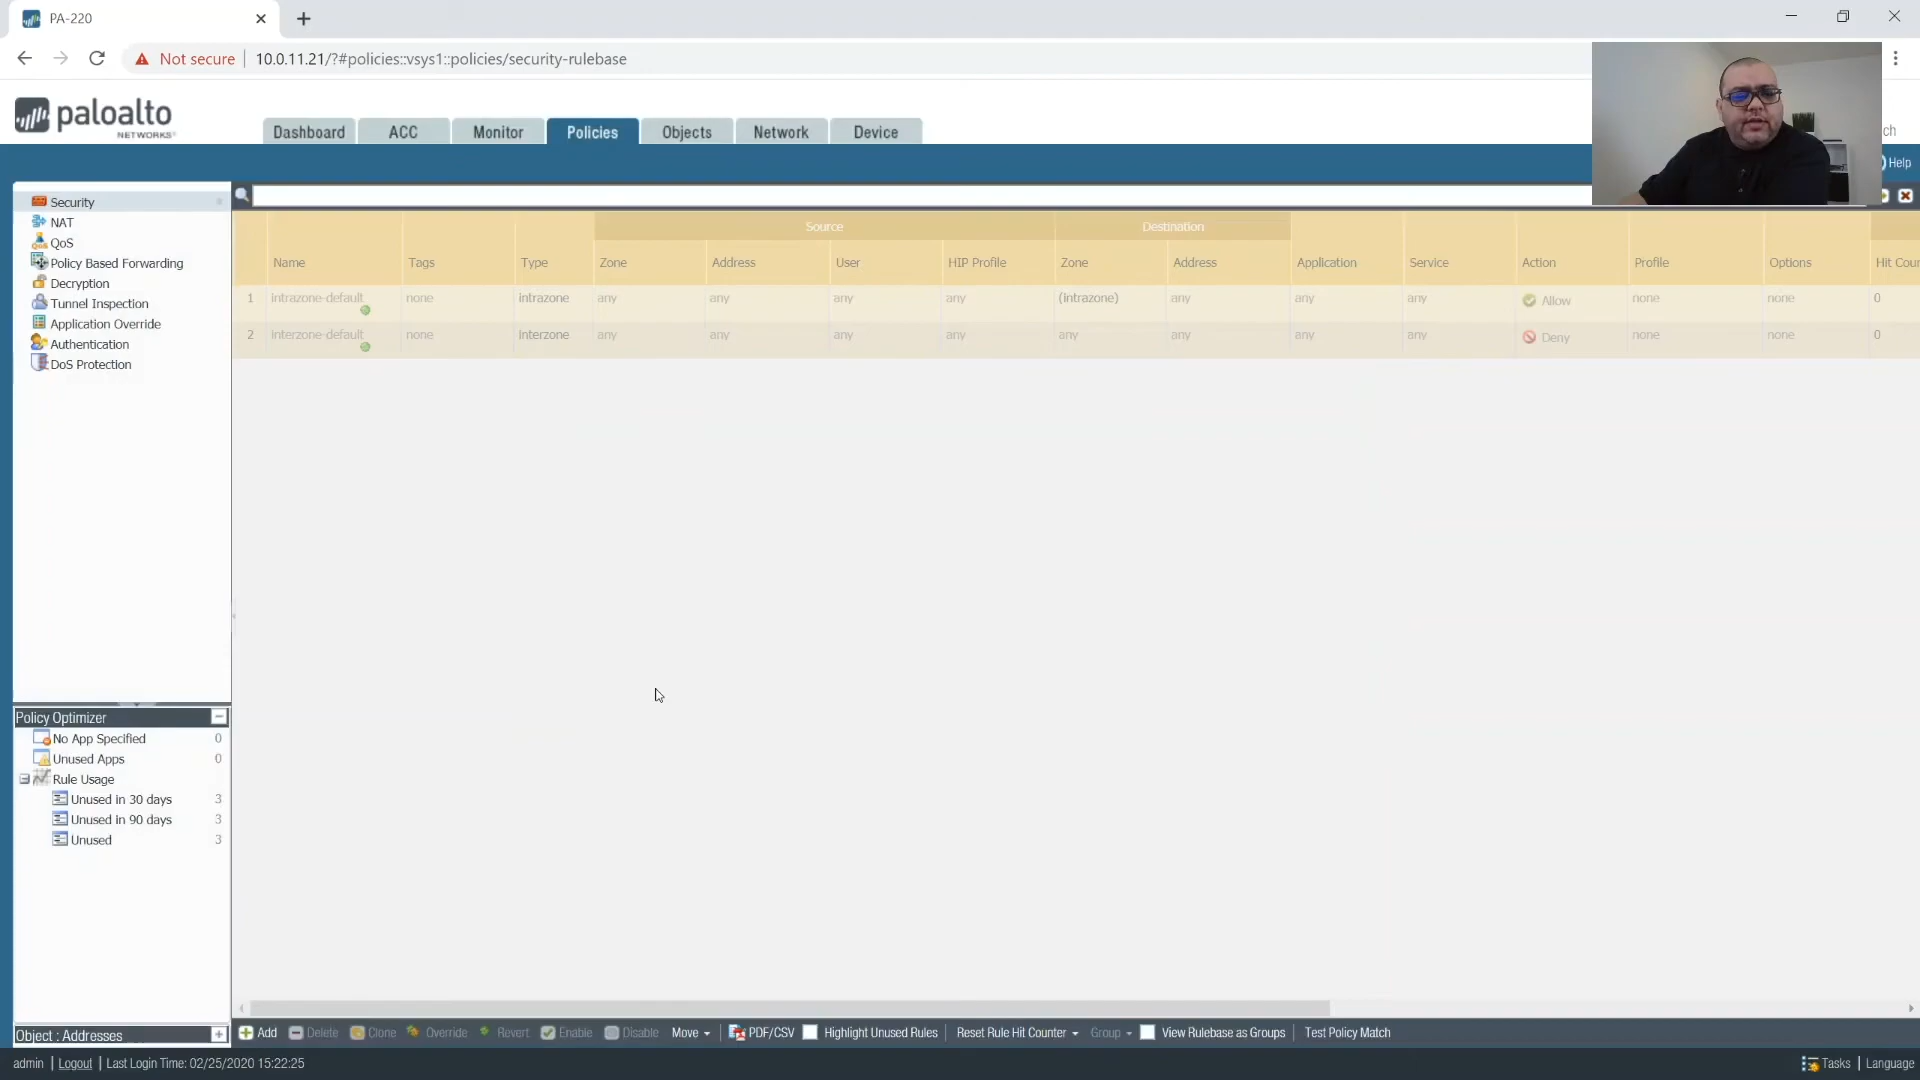 PA-220
Not secure 10.0.11.21/?#policies::vsys1::policies/security-rulebase
paloalto
NETWORKS
Dashboard ACC Monitor Policies Objects Network Device
ch
Help
Security
NAT
QoS
Policy Based Forwarding
Decryption
Tunnel Inspection
Application Override
Authentication
DoS Protection
Source Destination
Name Tags Type Zone Address User HIP Profile Zone Address Application Service Action Profile Options Hit Cour
1 intrazone-default none intrazone any any any any (intrazone) any any any Allow none none 0
2 interzone-default none interzone any any any any any any any any Deny none none 0
Policy Optimizer
No App Specified 0
Unused Apps 0
Rule Usage
Unused in 30 days 3
Unused in 90 days 3
Unused 3
Object : Addresses
Add Delete Clone Override Revert Enable Disable Move PDF/CSV Highlight Unused Rules Reset Rule Hit Counter Group View Rulebase as Groups Test Policy Match
admin | Logout | Last Login Time: 02/25/2020 15:22:25
Tasks | Language